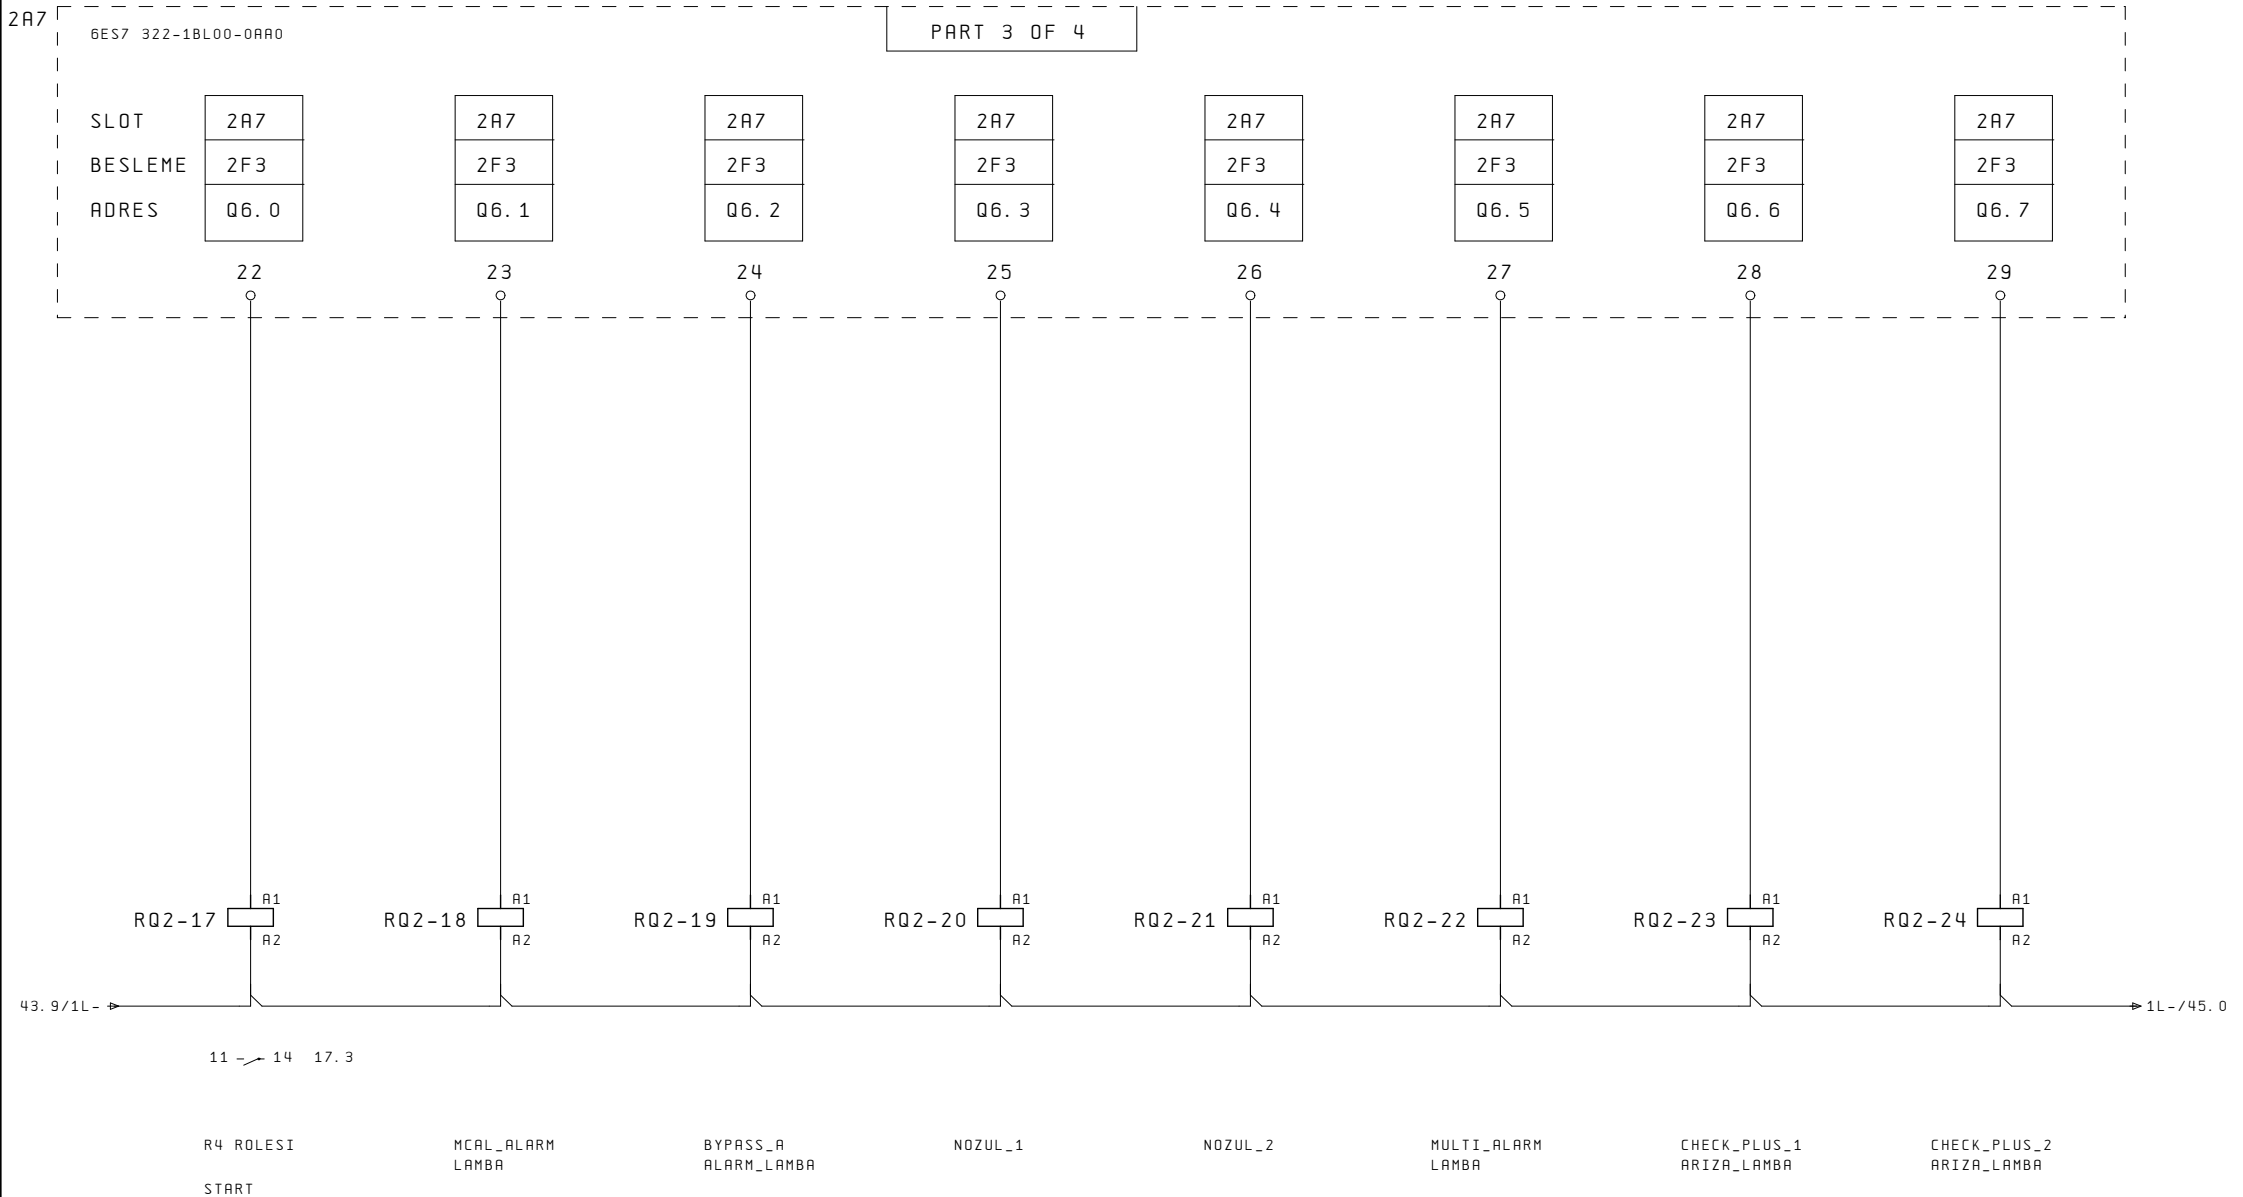 2A7
6ES7 322-1BL00-0AA0
PART 3 OF 4
SLOT 2A7 2A7 2A7 2A7 2A7 2A7 2A7 2A7
BESLEME 2F3 2F3 2F3 2F3 2F3 2F3 2F3 2F3
ADRES Q6.0 Q6.1 Q6.2 Q6.3 Q6.4 Q6.5 Q6.6 Q6.7
22 23 24 25 26 27 28 29
A1 A1 A1 A1 A1 A1 A1 A1
RQ2-17 RQ2-18 RQ2-19 RQ2-20 RQ2-21 RQ2-22 RQ2-23 RQ2-24
A2 A2 A2 A2 A2 A2 A2 A2
43.9/1L- 1L-/45.0
11 14 17.3
R4 ROLESI MCAL_ALARM BYPASS_A NOZUL_1 NOZUL_2 MULTI_ALARM CHECK_PLUS_1 CHECK_PLUS_2
LAMBA ALARM_LAMBA LAMBA ARIZA_LAMBA ARIZA_LAMBA
START